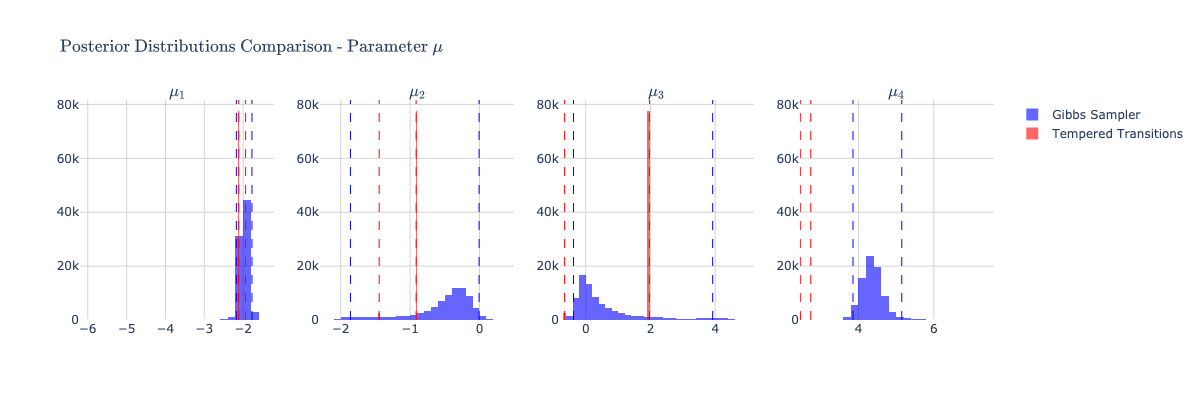 Posterior Distributions Comparison - Parameter μ
μ₁ μ₂ μ₃ μ₄
80k 80k 80k 80k
60k 60k 60k 60k
40k 40k 40k 40k
20k 20k 20k 20k
0 0 0 0
−6 −5 −4 −3 −2 −2 −1 0 0 2 4 4 6
Gibbs Sampler
Tempered Transitions